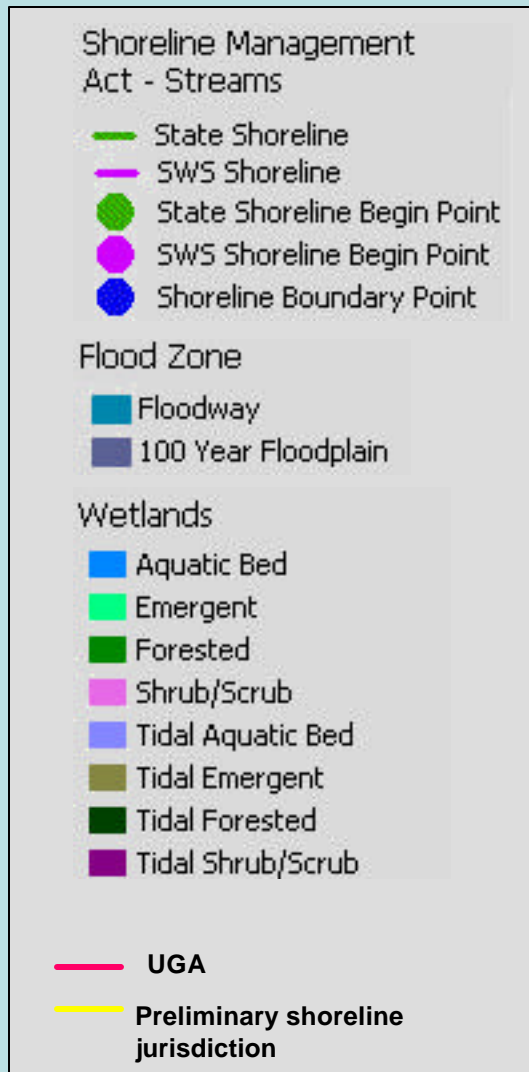 Shoreline Management
Act - Streams
State Shoreline
SWS Shoreline
State Shoreline Begin Point
SWS Shoreline Begin Point
Shoreline Boundary Point
Flood Zone
Floodway
100 Year Floodplain
Wetlands
Aquatic Bed
Emergent
Forested
Shrub/Scrub
Tidal Aquatic Bed
Tidal Emergent
Tidal Forested
Tidal Shrub/Scrub
UGA
Preliminary shoreline
jurisdiction